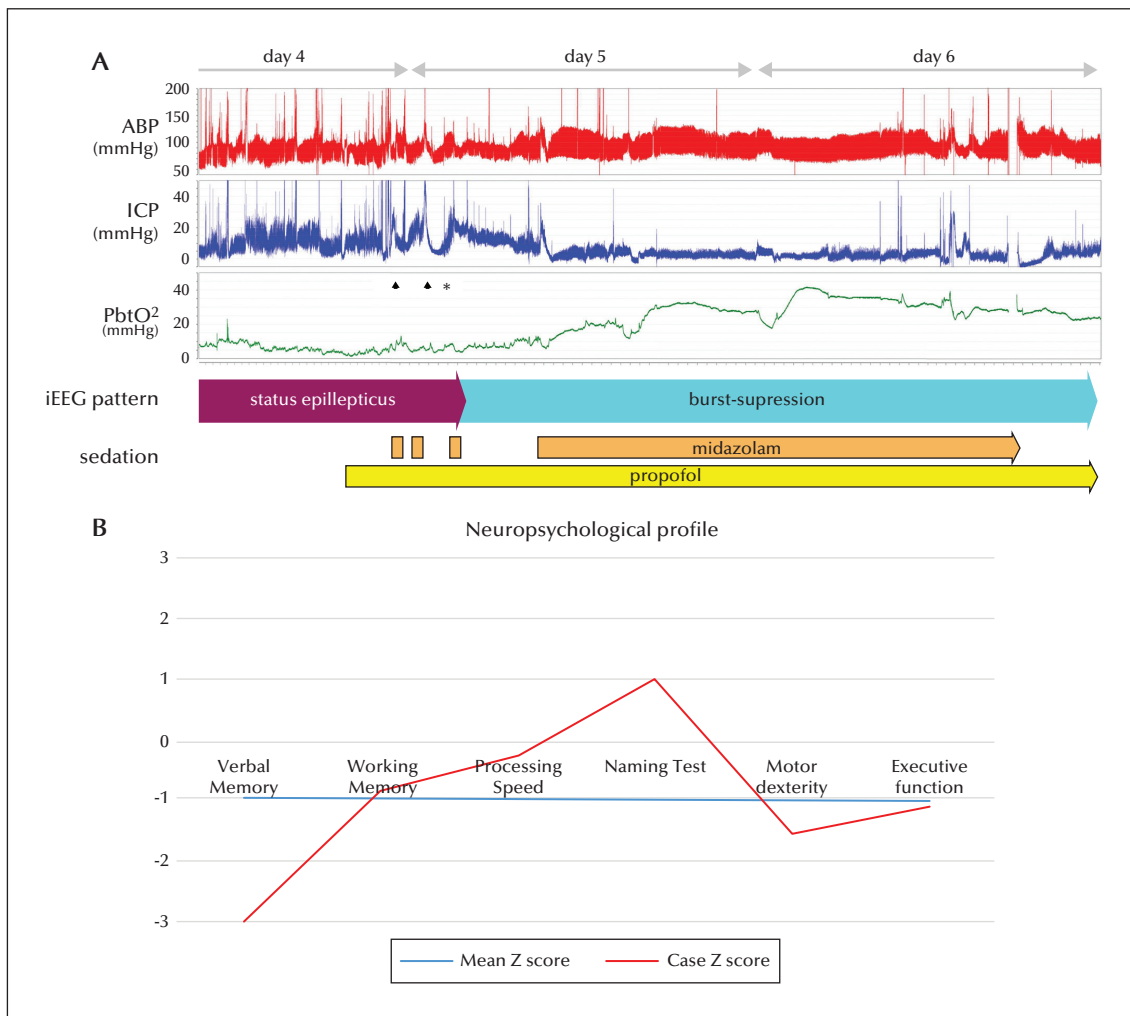 A
day 4
day 5
day 6
200
150
100
50
ABP
(mmHg)
40
20
0
ICP
(mmHg)
*
40
20
0
PbtO²
(mmHg)
iEEG pattern
status epillepticus
burst-supression
sedation
midazolam
propofol
B
Neuropsychological profile
3
2
1
0
-1
-2
-3
Verbal Memory
Working Memory
Processing Speed
Naming Test
Motor dexterity
Executive function
Mean Z score
Case Z score